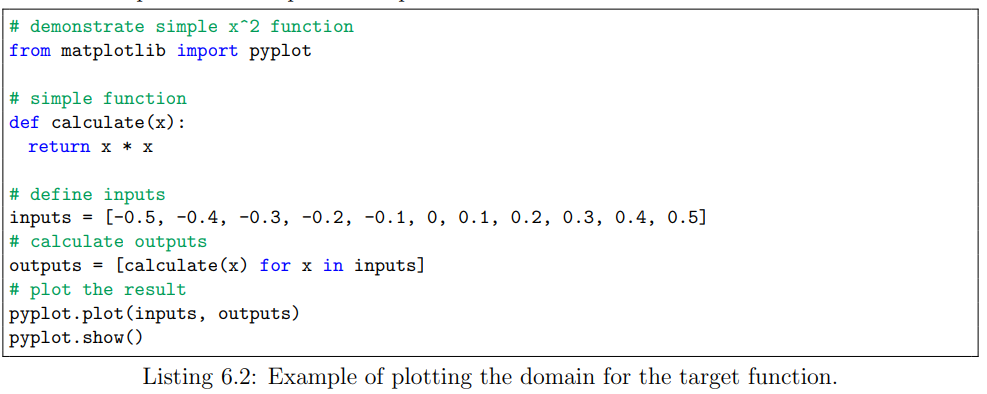 # demonstrate simple x^2 function
from matplotlib import pyplot

# simple function
def calculate(x):
  return x * x

# define inputs
inputs = [-0.5, -0.4, -0.3, -0.2, -0.1, 0, 0.1, 0.2, 0.3, 0.4, 0.5]
# calculate outputs
outputs = [calculate(x) for x in inputs]
# plot the result
pyplot.plot(inputs, outputs)
pyplot.show()
Listing 6.2: Example of plotting the domain for the target function.